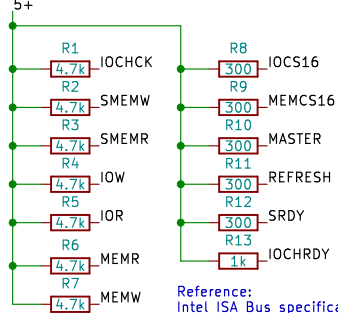 5+
R1
IOCHCK
4.7k
R2
SMEMW
4.7k
R3
SMEMR
4.7k
R4
IOW
4.7k
R5
IOR
4.7k
R6
MEMR
4.7k
R7
MEMW
4.7k
R8
IOCS16
300
R9
MEMCS16
300
R10
MASTER
300
R11
REFRESH
300
R12
SRDY
300
R13
IOCHRDY
1k
Reference:
Intel ISA Bus specifica